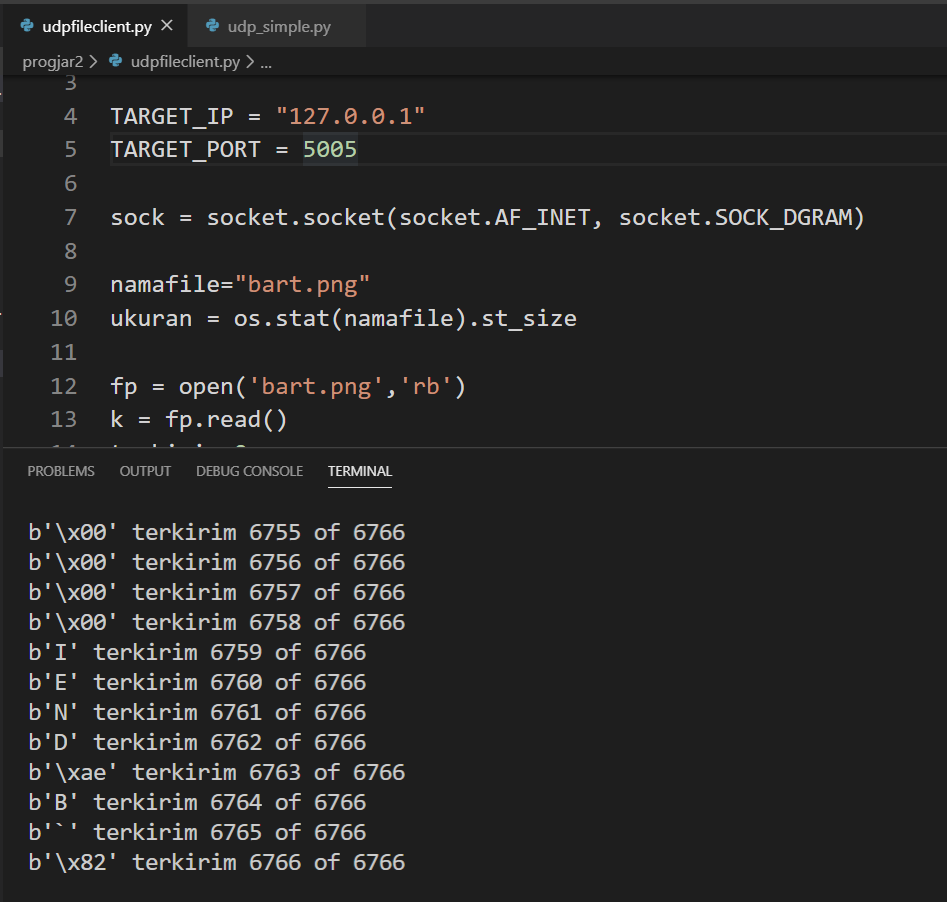 udpfileclient.py ×
udp_simple.py
progjar2 > udpfileclient.py > ...
3
4 TARGET_IP = "127.0.0.1"
5 TARGET_PORT = 5005
6
7 sock = socket.socket(socket.AF_INET, socket.SOCK_DGRAM)
8
9 namafile="bart.png"
10 ukuran = os.stat(namafile).st_size
11
12 fp = open('bart.png','rb')
13 k = fp.read()
PROBLEMS OUTPUT DEBUG CONSOLE TERMINAL
b'\x00' terkirim 6755 of 6766
b'\x00' terkirim 6756 of 6766
b'\x00' terkirim 6757 of 6766
b'\x00' terkirim 6758 of 6766
b'I' terkirim 6759 of 6766
b'E' terkirim 6760 of 6766
b'N' terkirim 6761 of 6766
b'D' terkirim 6762 of 6766
b'\xae' terkirim 6763 of 6766
b'B' terkirim 6764 of 6766
b'`' terkirim 6765 of 6766
b'\x82' terkirim 6766 of 6766